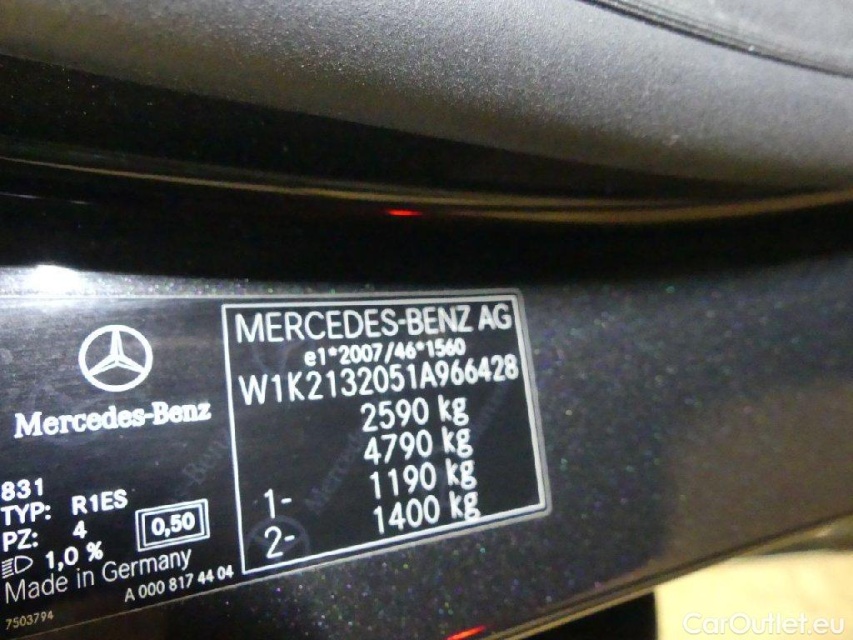 MERCEDES-BENZ AG
e1*2007/46*1560
W1K2132051A966428
2590 kg
4790 kg
1- 1190 kg
2- 1400 kg
Mercedes-Benz
831
TYP: R1ES
PZ: 4
0,50
1,0 %
Made in Germany
A 000 817 44 04
7503794
CarOutlet.eu